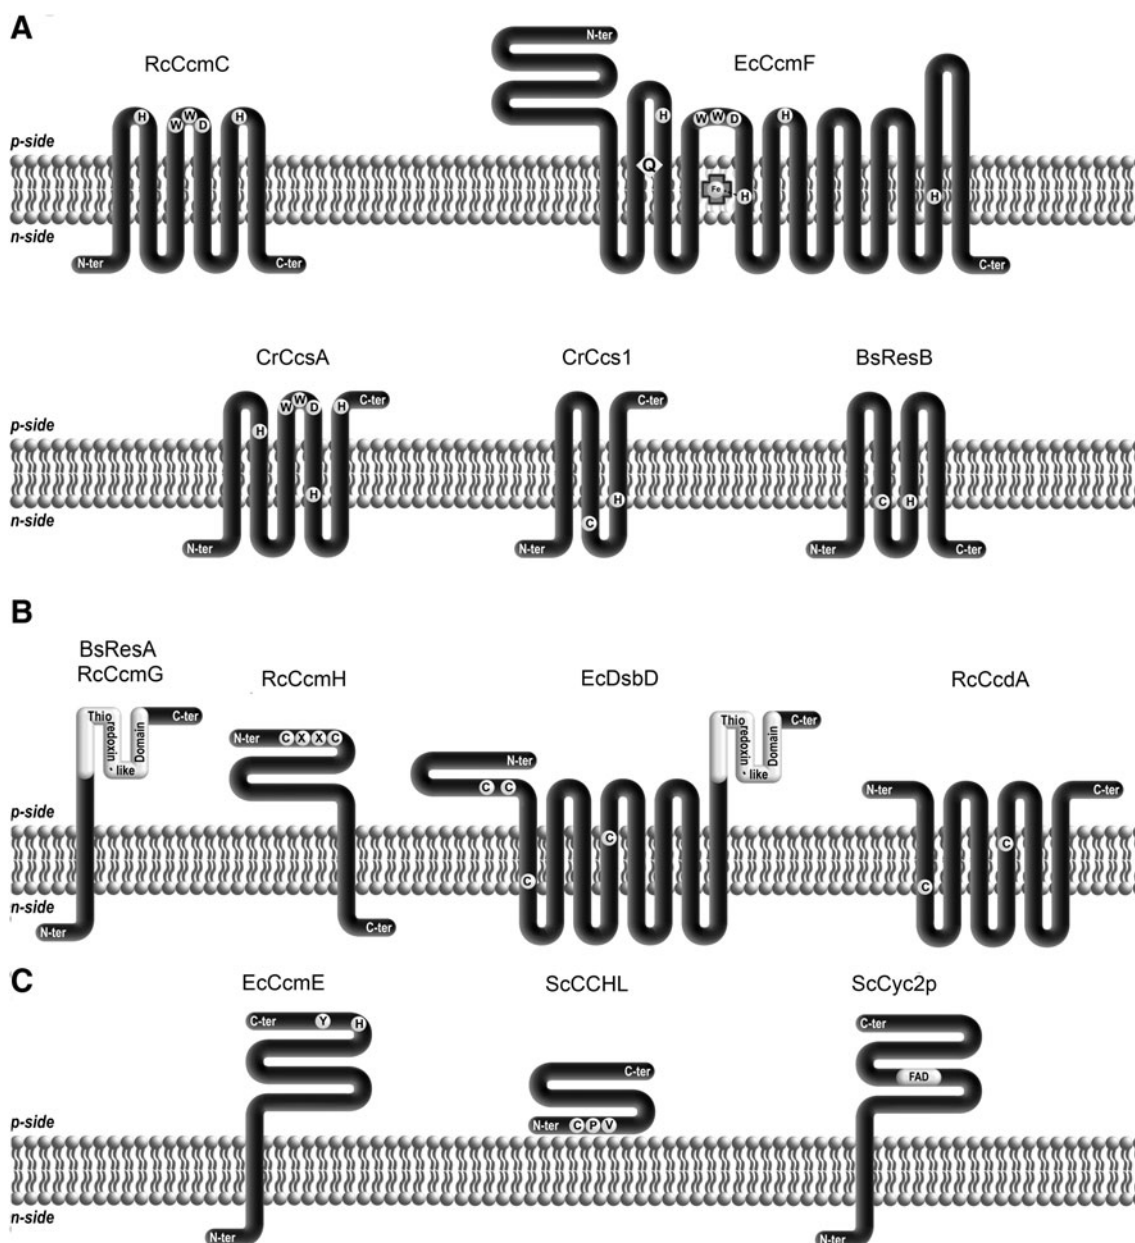 A
RcCcmC
EcCcmF
N-ter
H
W
W
D
H
H
W
W
D
H
p-side
Q
Fe
H
H
n-side
N-ter
C-ter
C-ter
CrCcsA
CrCcs1
BsResB
W
W
D
H
C-ter
C-ter
p-side
H
H
H
C
H
n-side
C
N-ter
N-ter
N-ter
C-ter
B
BsResA
RcCcmG
RcCcmH
EcDsbD
RcCcdA
Thio
redoxin
-like
Domain
C-ter
N-ter
C
X
X
C
N-ter
C
C
Thio
redoxin
-like
Domain
C-ter
N-ter
C-ter
p-side
C
C
C
C
n-side
N-ter
C-ter
C
EcCcmE
ScCCHL
ScCyc2p
C-ter
Y
H
C-ter
C-ter
FAD
N-ter
C
P
V
p-side
n-side
N-ter
N-ter